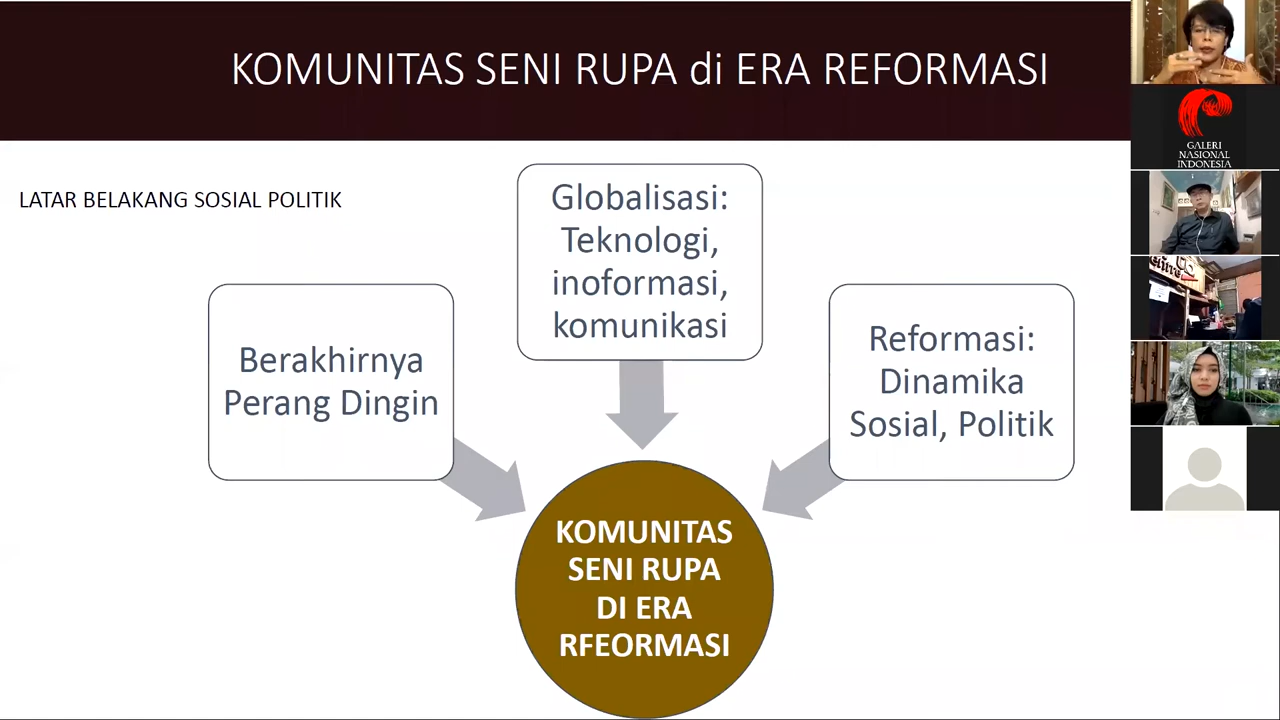 KOMUNITAS SENI RUPA di ERA REFORMASI
LATAR BELAKANG SOSIAL POLITIK
Globalisasi:
Teknologi,
inoformasi,
komunikasi
Berakhirnya
Perang Dingin
Reformasi:
Dinamika
Sosial, Politik
KOMUNITAS
SENI RUPA
DI ERA
RFEORMASI
GALERI
NASIONAL
INDONESIA